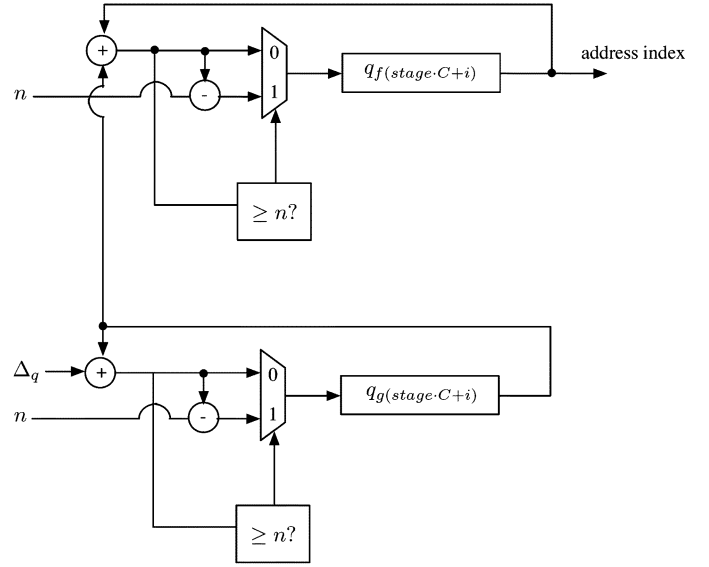 +
0
address index
q_{f(stage·C+i)}
n
-
1
≥ n?
Δ_q
+
0
q_{g(stage·C+i)}
n
-
1
≥ n?